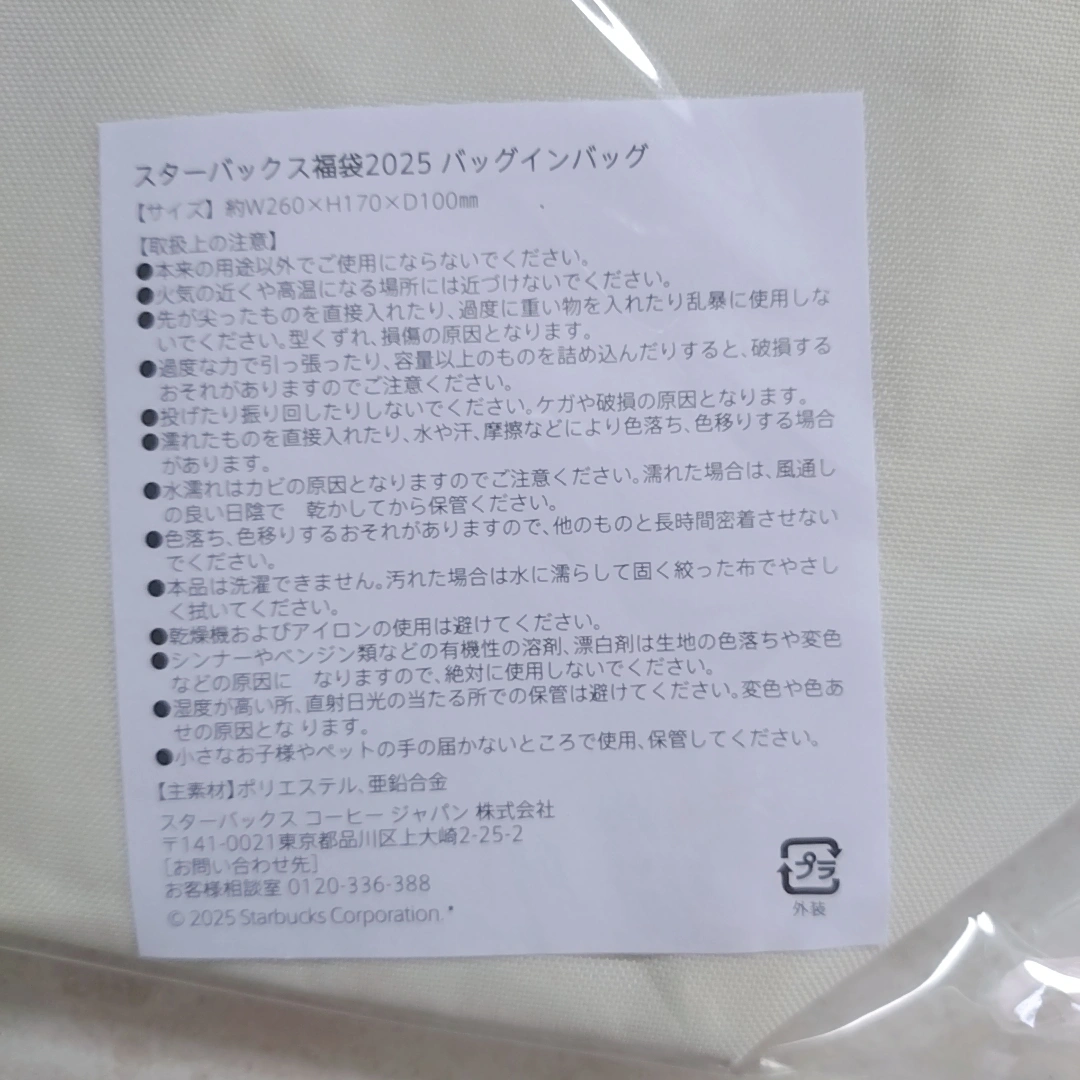 スターバックス福袋2025 バッグインバッグ
【サイズ】約W260×H170×D100㎜
【取扱上の注意】
●本来の用途以外でご使用にならないでください。
●火気の近くや高温になる場所には近づけないでください。
●先が尖ったものを直接入れたり、過度に重い物を入れたり乱暴に使用しな
いでください。型くずれ、損傷の原因となります。
●過度な力で引っ張ったり、容量以上のものを詰め込んだりすると、破損する
おそれがありますのでご注意ください。
●投げたり振り回したりしないでください。ケガや破損の原因となります。
●濡れたものを直接入れたり、水や汗、摩擦などにより色落ち、色移りする場合
があります。
●水濡れはカビの原因となりますのでご注意ください。濡れた場合は、風通し
の良い日陰で　乾かしてから保管ください。
●色落ち、色移りするおそれがありますので、他のものと長時間密着させない
でください。
●本品は洗濯できません。汚れた場合は水に濡らして固く絞った布でやさし
く拭いてください。
●乾燥機およびアイロンの使用は避けてください。
●シンナーやベンジン類などの有機性の溶剤、漂白剤は生地の色落ちや変色
などの原因に　なりますので、絶対に使用しないでください。
●湿度が高い所、直射日光の当たる所での保管は避けてください。変色や色あ
せの原因とな ります。
●小さなお子様やペットの手の届かないところで使用、保管してください。
【主素材】ポリエステル、亜鉛合金
スターバックス コーヒー ジャパン 株式会社
〒141-0021東京都品川区上大崎2-25-2
［お問い合わせ先］
お客様相談室 0120-336-388
© 2025 Starbucks Corporation.*
プラ
外装